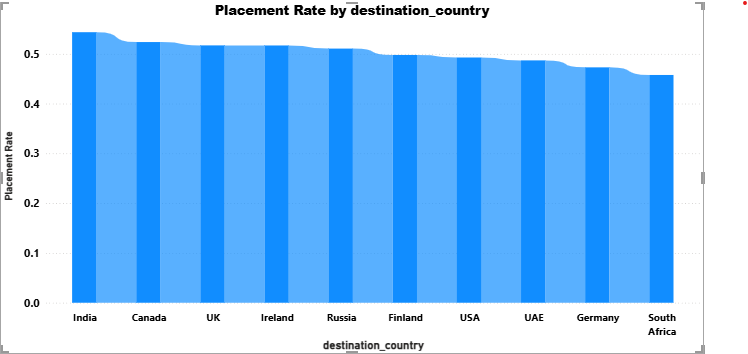 Placement Rate by destination_country
0.5
0.4
0.3
0.2
0.1
0.0
Placement Rate
India
Canada
UK
Ireland
Russia
Finland
USA
UAE
Germany
South
Africa
destination_country